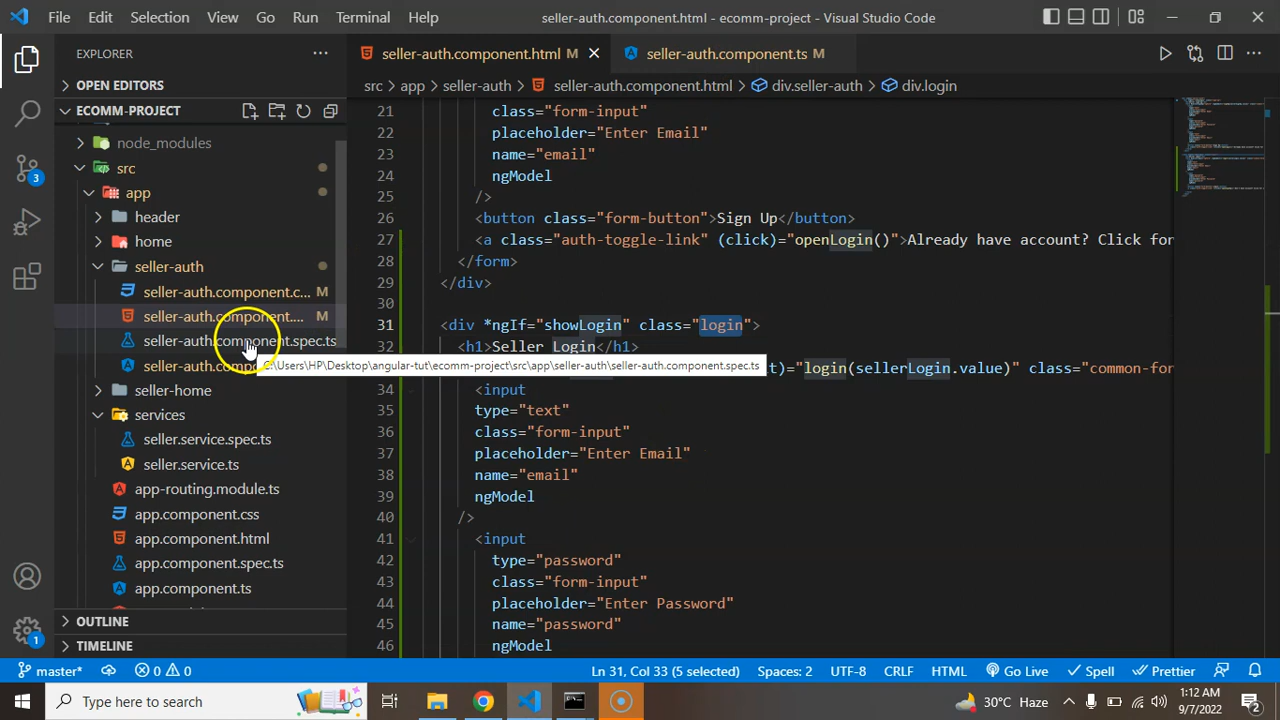 File Edit Selection View Go Run Terminal Help
seller-auth.component.html - ecomm-project - Visual Studio Code
EXPLORER
OPEN EDITORS
ECOMM-PROJECT
node_modules
src
app
header
home
seller-auth
seller-auth.component.c... M
seller-auth.component.... M
seller-auth.component.spec.ts
seller-auth.compo
seller-home
services
seller.service.spec.ts
seller.service.ts
app-routing.module.ts
app.component.css
app.component.html
app.component.spec.ts
app.component.ts
OUTLINE
TIMELINE
3
1
seller-auth.component.html M
seller-auth.component.ts M
src > app > seller-auth > seller-auth.component.html > div.seller-auth > div.login
21 class="form-input"
22 placeholder="Enter Email"
23 name="email"
24 ngModel
25 />
26 <button class="form-button">Sign Up</button>
27 <a class="auth-toggle-link" (click)="openLogin()">Already have account? Click for
28 </form>
29 </div>
30
31 <div *ngIf="showLogin" class="login">
32 <h1>Seller Login</h1>
t)="login(sellerLogin.value)" class="common-for
C:\Users\HP\Desktop\angular-tut\ecomm-project\src\app\seller-auth\seller-auth.component.spec.ts
34 <input
35 type="text"
36 class="form-input"
37 placeholder="Enter Email"
38 name="email"
39 ngModel
40 />
41 <input
42 type="password"
43 class="form-input"
44 placeholder="Enter Password"
45 name="password"
46 ngModel
master* 0 0 Ln 31, Col 33 (5 selected) Spaces: 2 UTF-8 CRLF HTML Go Live Spell Prettier
Type here to search
30°C Haze
1:12 AM
9/7/2022
2